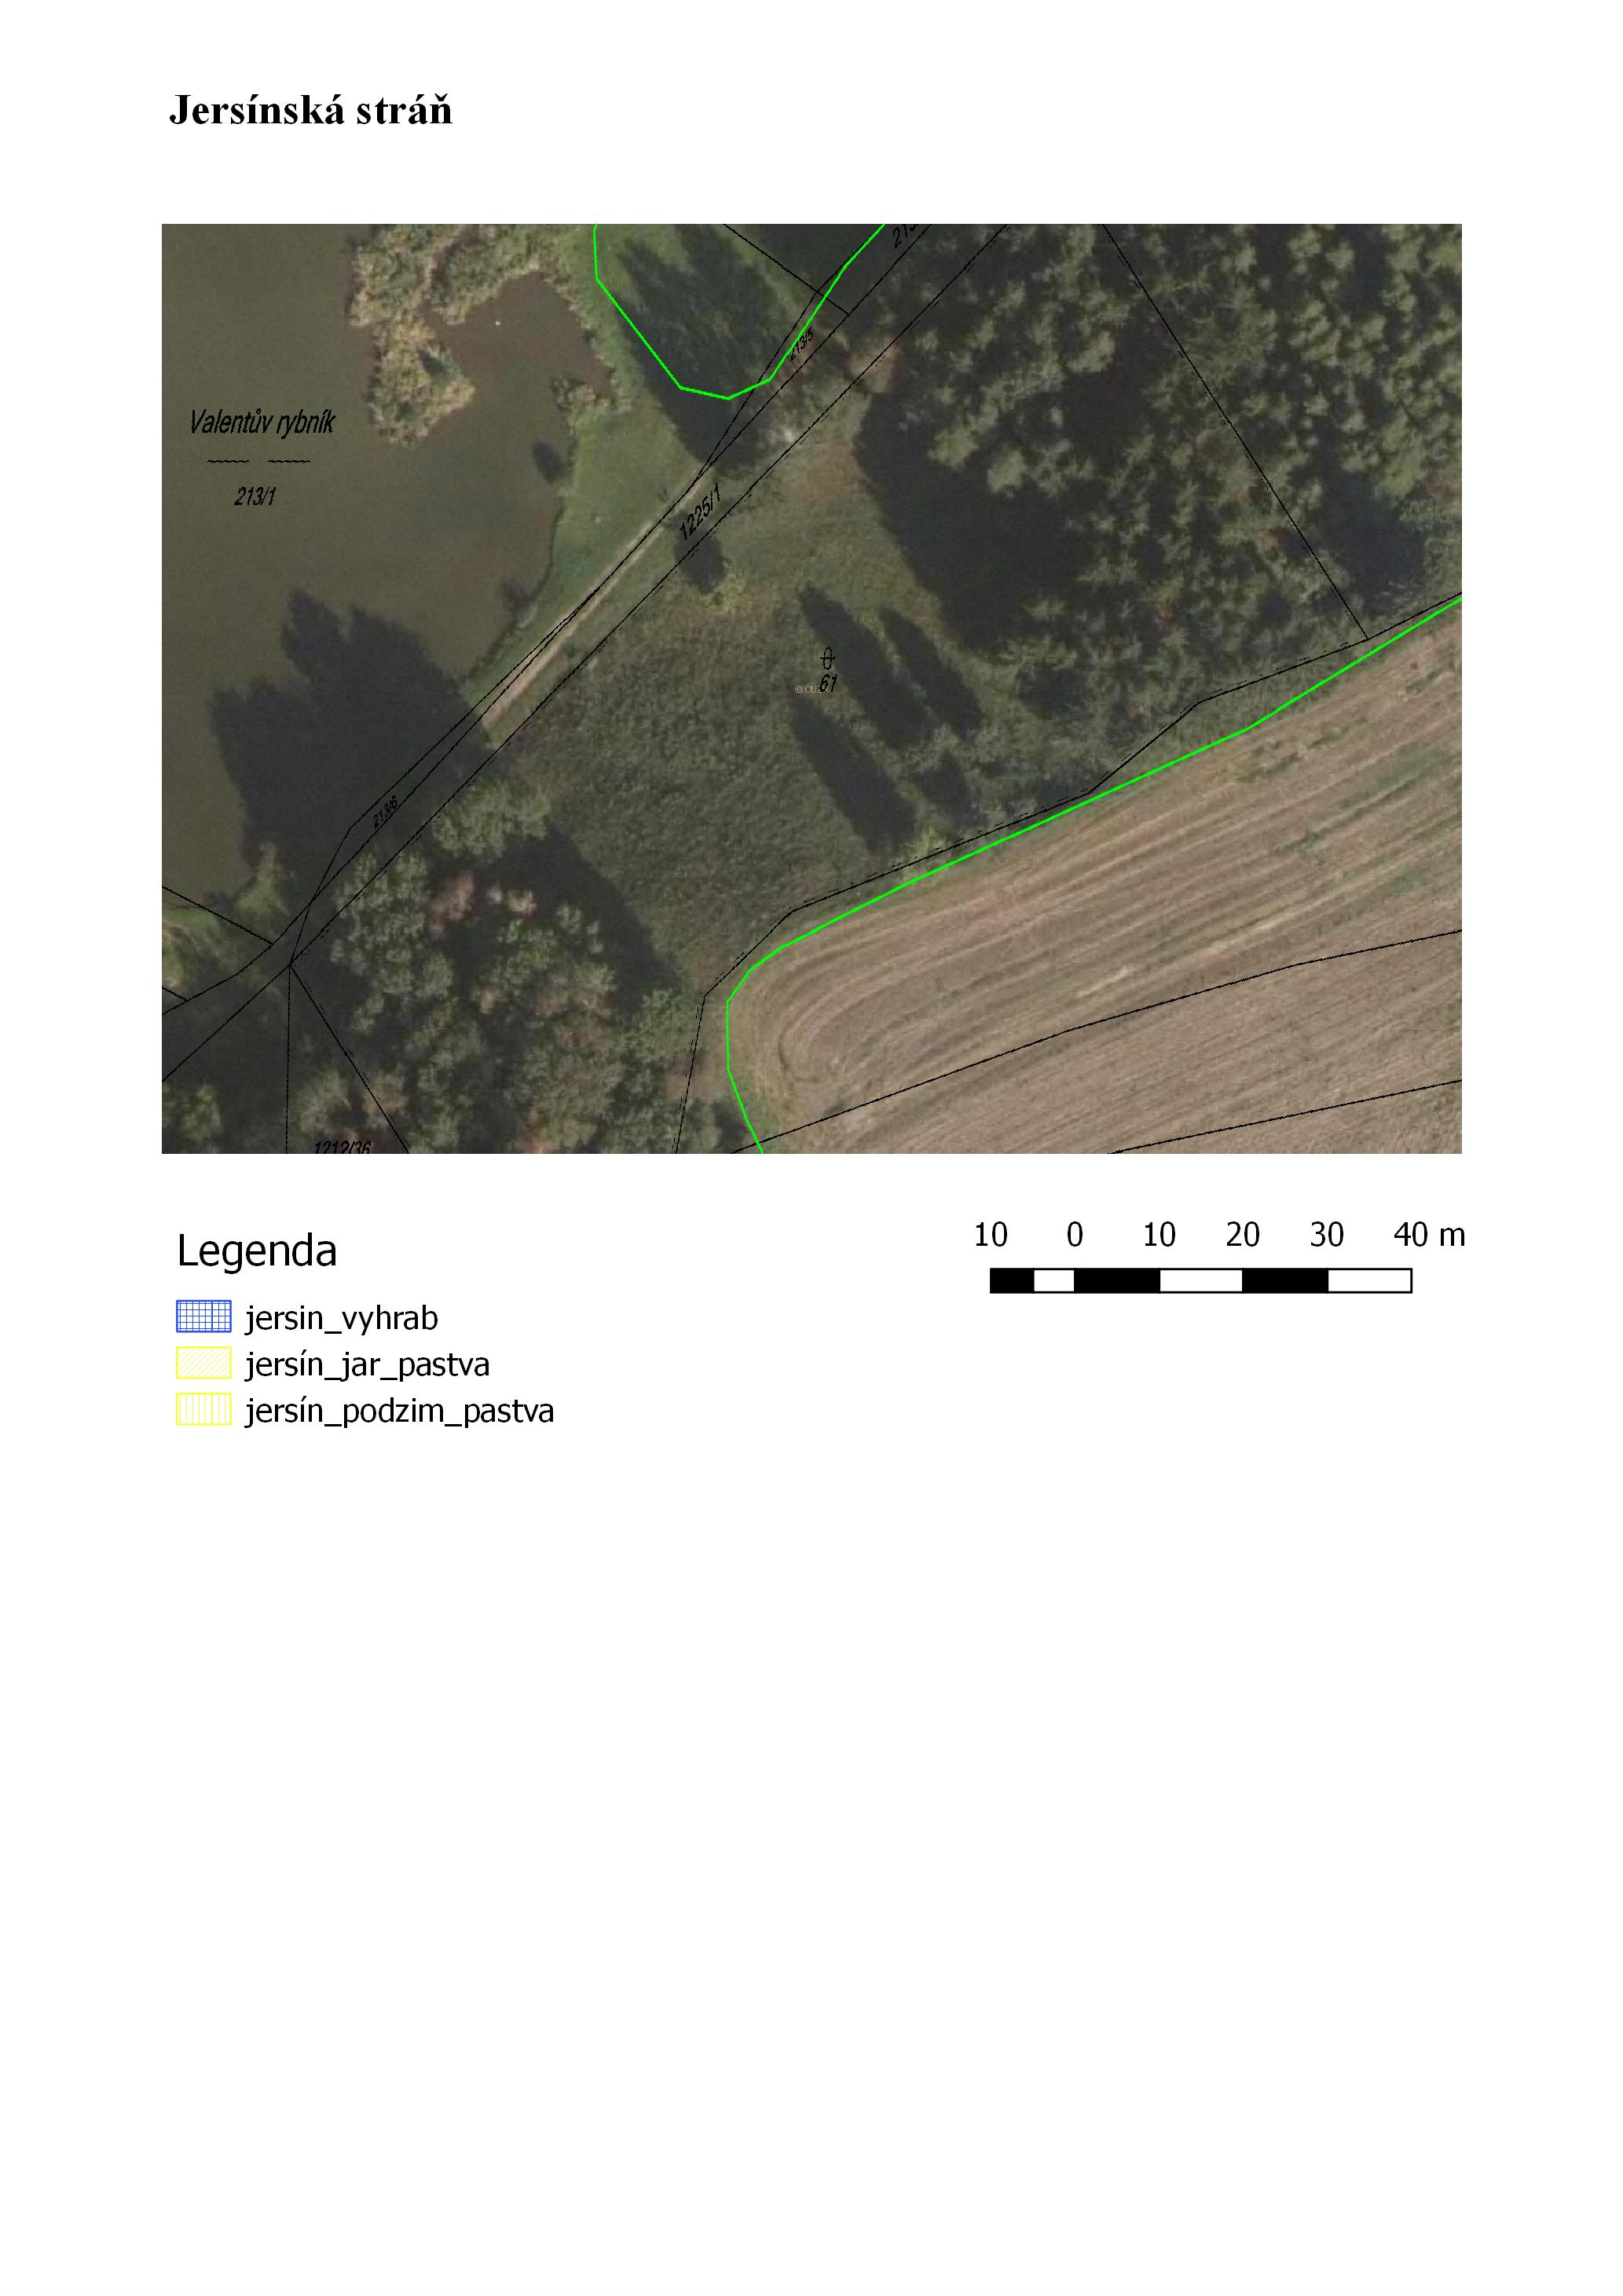 Jersínská stráň
213/5
Valentův rybník
213/1
1225/1
61
213/6
1212/36
Legenda
10 0 10 20 30 40 m
jersin_vyhrab
jersín_jar_pastva
jersín_podzim_pastva